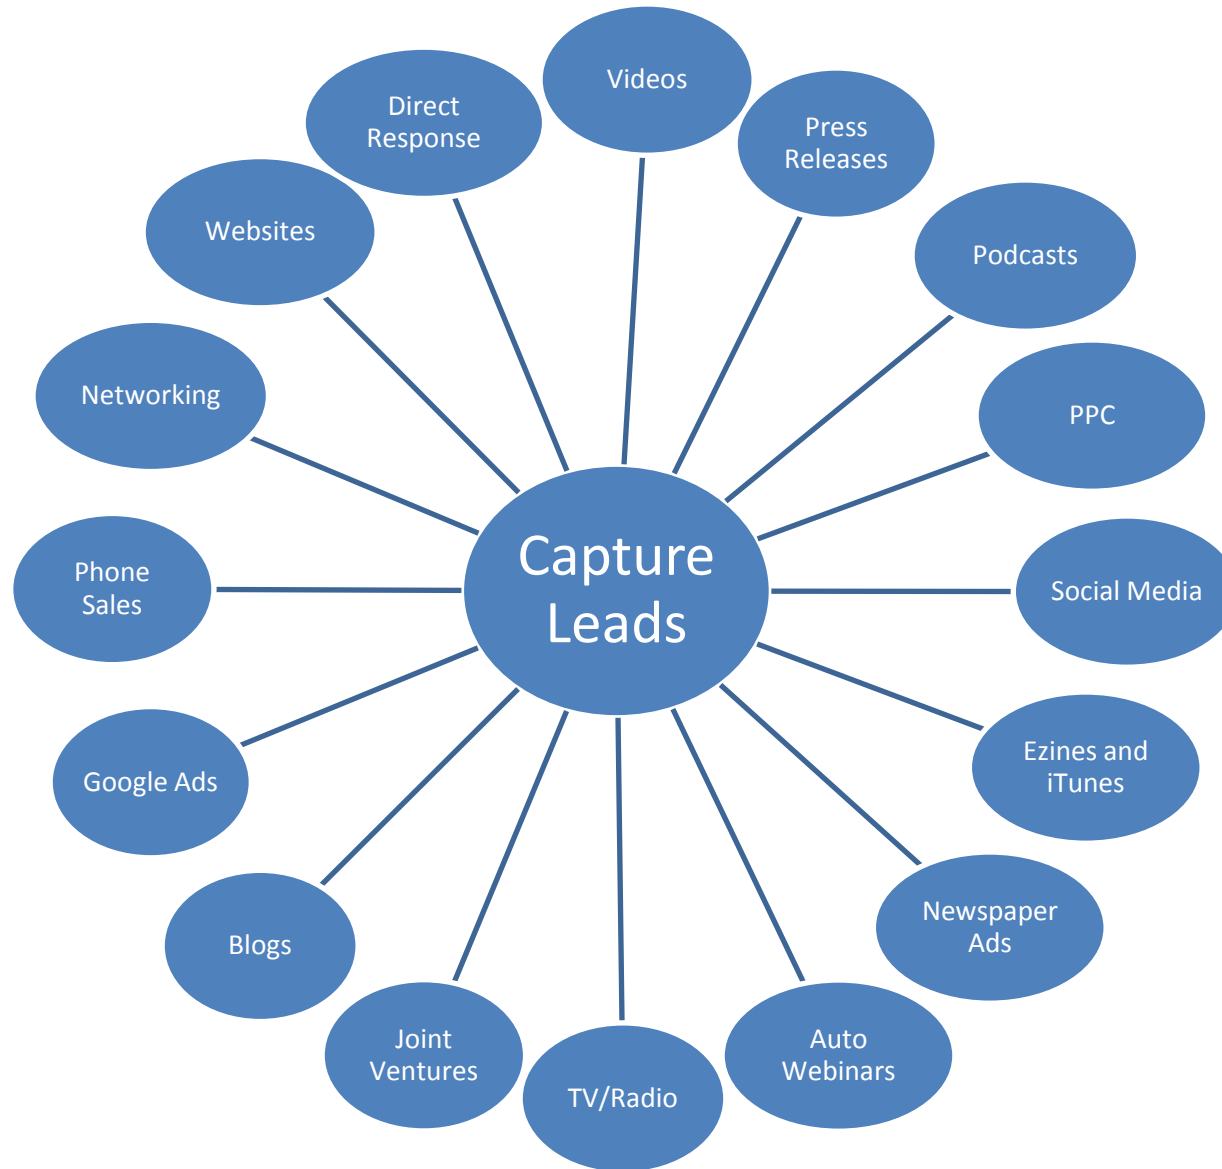 Videos
Direct
Response
Press
Releases
Websites
Podcasts
Networking
PPC
Capture
Leads
Phone
Sales
Social Media
Google Ads
Ezines and
iTunes
Blogs
Newspaper
Ads
Joint
Ventures
TV/Radio
Auto
Webinars